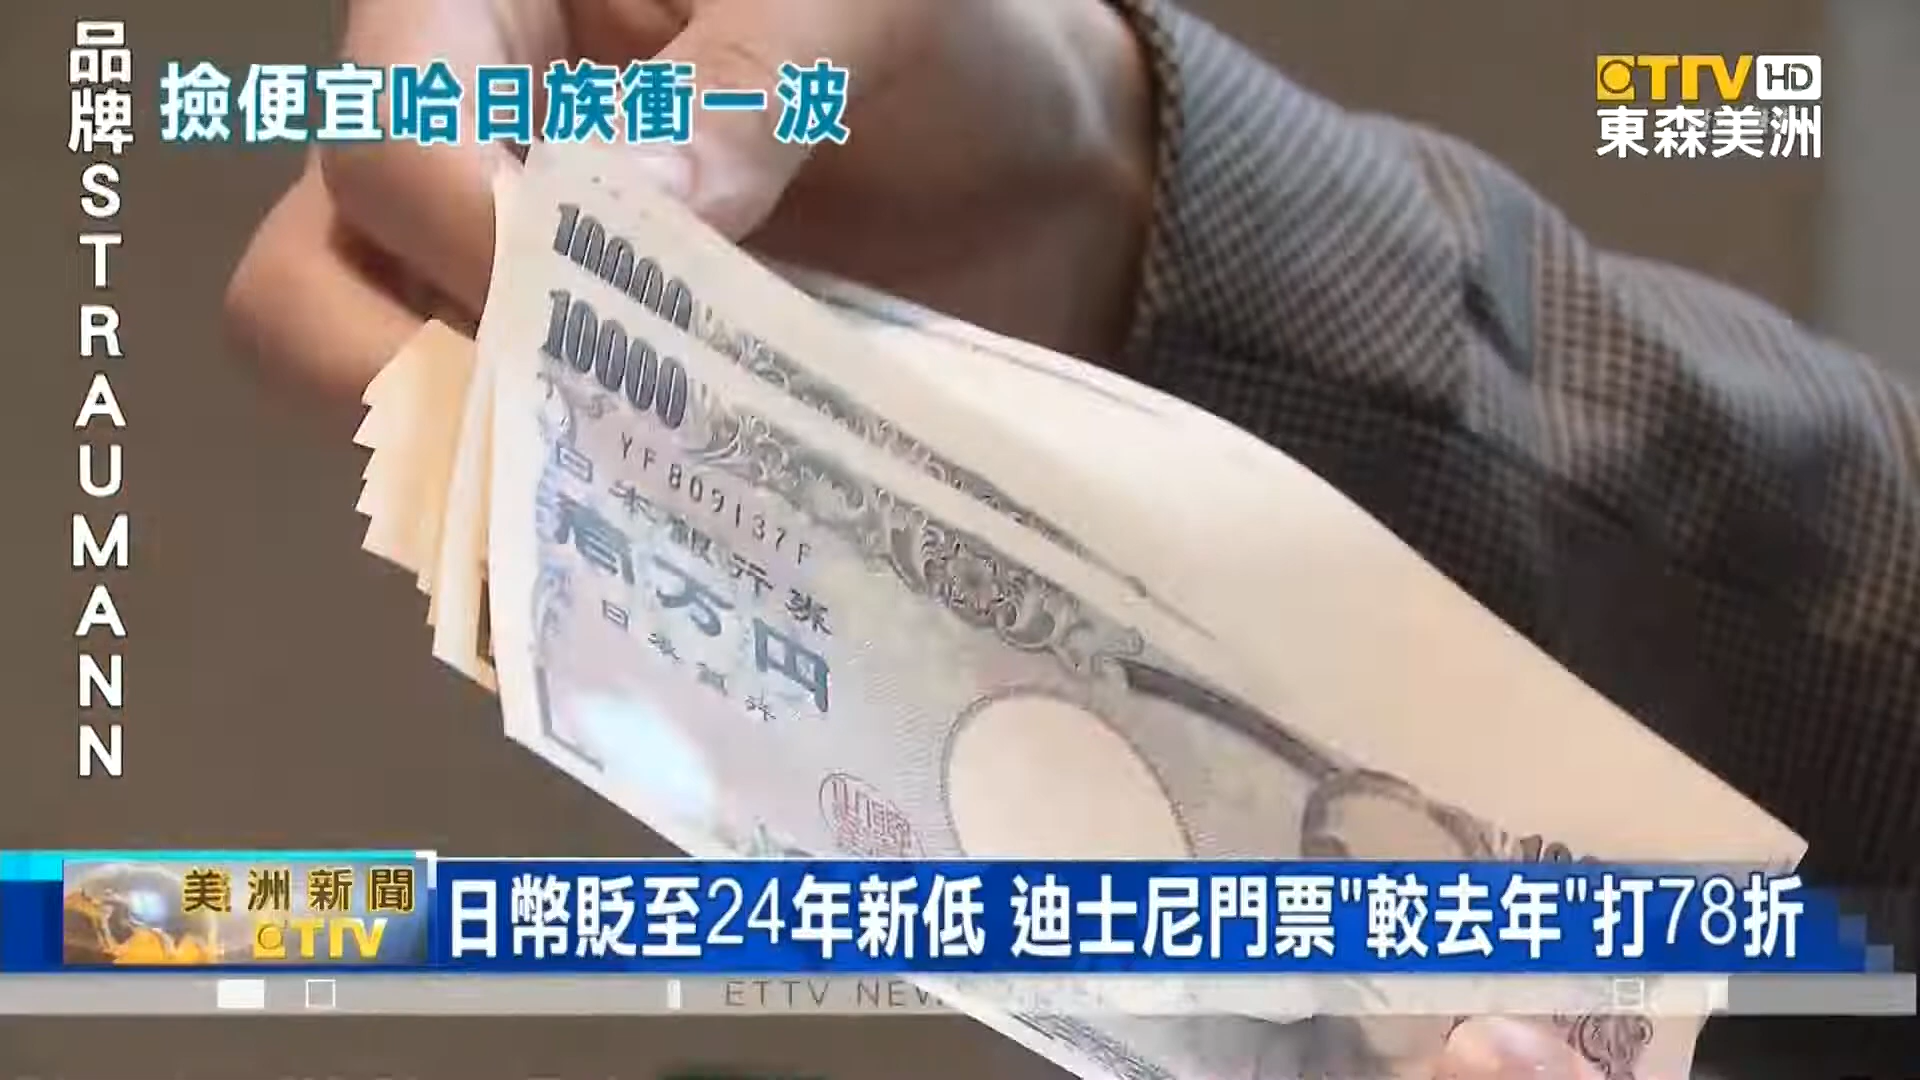 品牌STRAUMANN
撿便宜哈日族衝一波
ETTV HD
東森美洲
10000
10000
YF809137F
日本銀行券
壱万円
日本銀行
美洲新聞
ETTV
日幣貶至24年新低 迪士尼門票"較去年"打78折
ETTV NEW